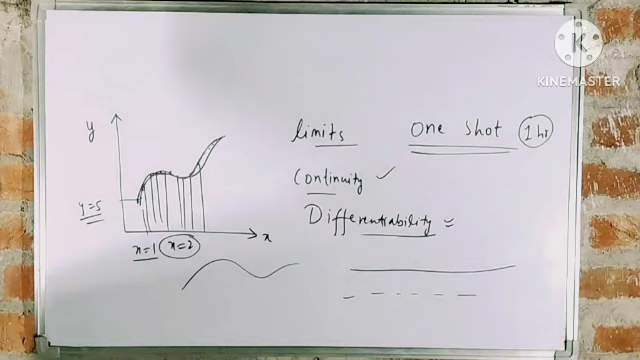 K
KINEMASTER
limits one shot 1 hr
continuity
Differentiability
y
y=5
x
x=1 x=2